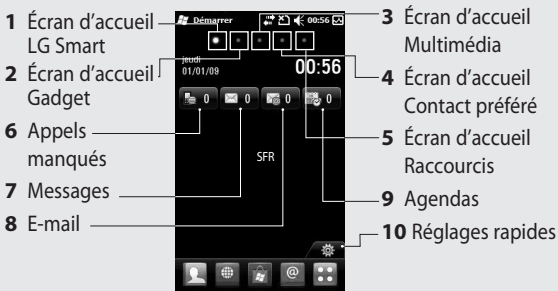 1 Écran d'accueil
LG Smart
2 Écran d'accueil
Gadget
6 Appels
manqués
7 Messages
8 E-mail
Démarrer
00:56
jeudi
01/01/09
00:56
0
0
0
0
SFR
3 Écran d'accueil
Multimédia
4 Écran d'accueil
Contact préféré
5 Écran d'accueil
Raccourcis
9 Agendas
10 Réglages rapides